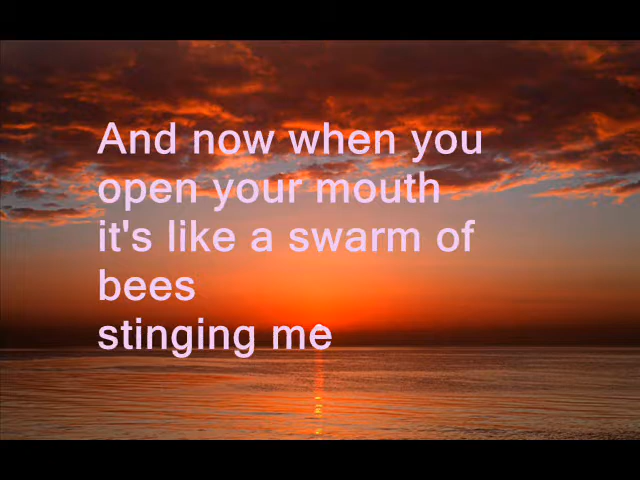 And now when you
open your mouth
it's like a swarm of
bees
stinging me